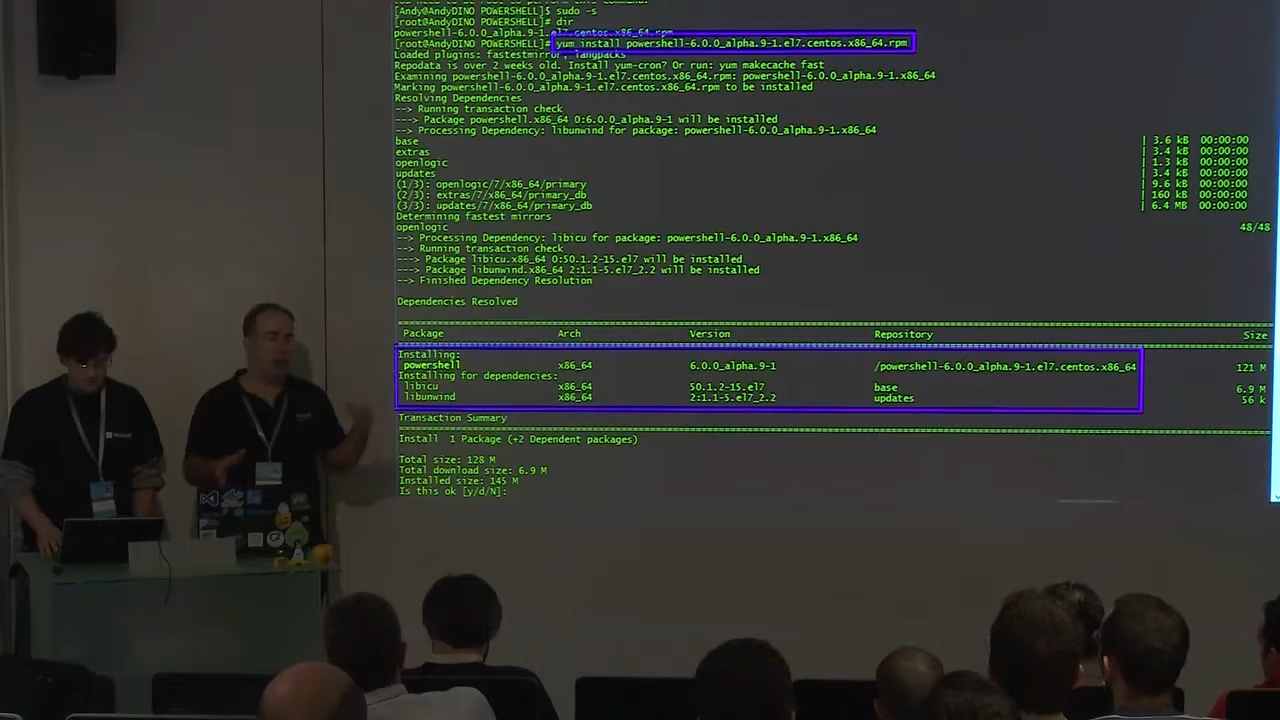 [Andy@AndyDINO POWERSHELL]$ sudo -s
[root@AndyDINO POWERSHELL]# dir
powershell-6.0.0_alpha.9-1.el7.centos.x86_64.rpm
[root@AndyDINO POWERSHELL]# yum install powershell-6.0.0_alpha.9-1.el7.centos.x86_64.rpm
Loaded plugins: fastestmirror, langpacks
Repodata is over 2 weeks old. Install yum-cron? Or run: yum makecache fast
Examining powershell-6.0.0_alpha.9-1.el7.centos.x86_64.rpm: powershell-6.0.0_alpha.9-1.x86_64
Marking powershell-6.0.0_alpha.9-1.el7.centos.x86_64.rpm to be installed
Resolving Dependencies
--> Running transaction check
---> Package powershell.x86_64 0:6.0.0_alpha.9-1 will be installed
--> Processing Dependency: libunwind for package: powershell-6.0.0_alpha.9-1.x86_64
base | 3.6 kB 00:00:00
extras | 3.4 kB 00:00:00
openlogic | 1.3 kB 00:00:00
updates | 3.4 kB 00:00:00
(1/3): openlogic/7/x86_64/primary | 9.6 kB 00:00:00
(2/3): extras/7/x86_64/primary_db | 160 kB 00:00:00
(3/3): updates/7/x86_64/primary_db | 6.4 MB 00:00:00
Determining fastest mirrors
openlogic 48/48
--> Processing Dependency: libicu for package: powershell-6.0.0_alpha.9-1.x86_64
--> Running transaction check
---> Package libicu.x86_64 0:50.1.2-15.el7 will be installed
---> Package libunwind.x86_64 2:1.1-5.el7_2.2 will be installed
--> Finished Dependency Resolution
Dependencies Resolved
Package Arch Version Repository Size
Installing:
powershell x86_64 6.0.0_alpha.9-1 /powershell-6.0.0_alpha.9-1.el7.centos.x86_64 121 M
Installing for dependencies:
libicu x86_64 50.1.2-15.el7 base 6.9 M
libunwind x86_64 2:1.1-5.el7_2.2 updates 56 k
Transaction Summary
Install 1 Package (+2 Dependent packages)
Total size: 128 M
Total download size: 6.9 M
Installed size: 145 M
Is this ok [y/d/N]: